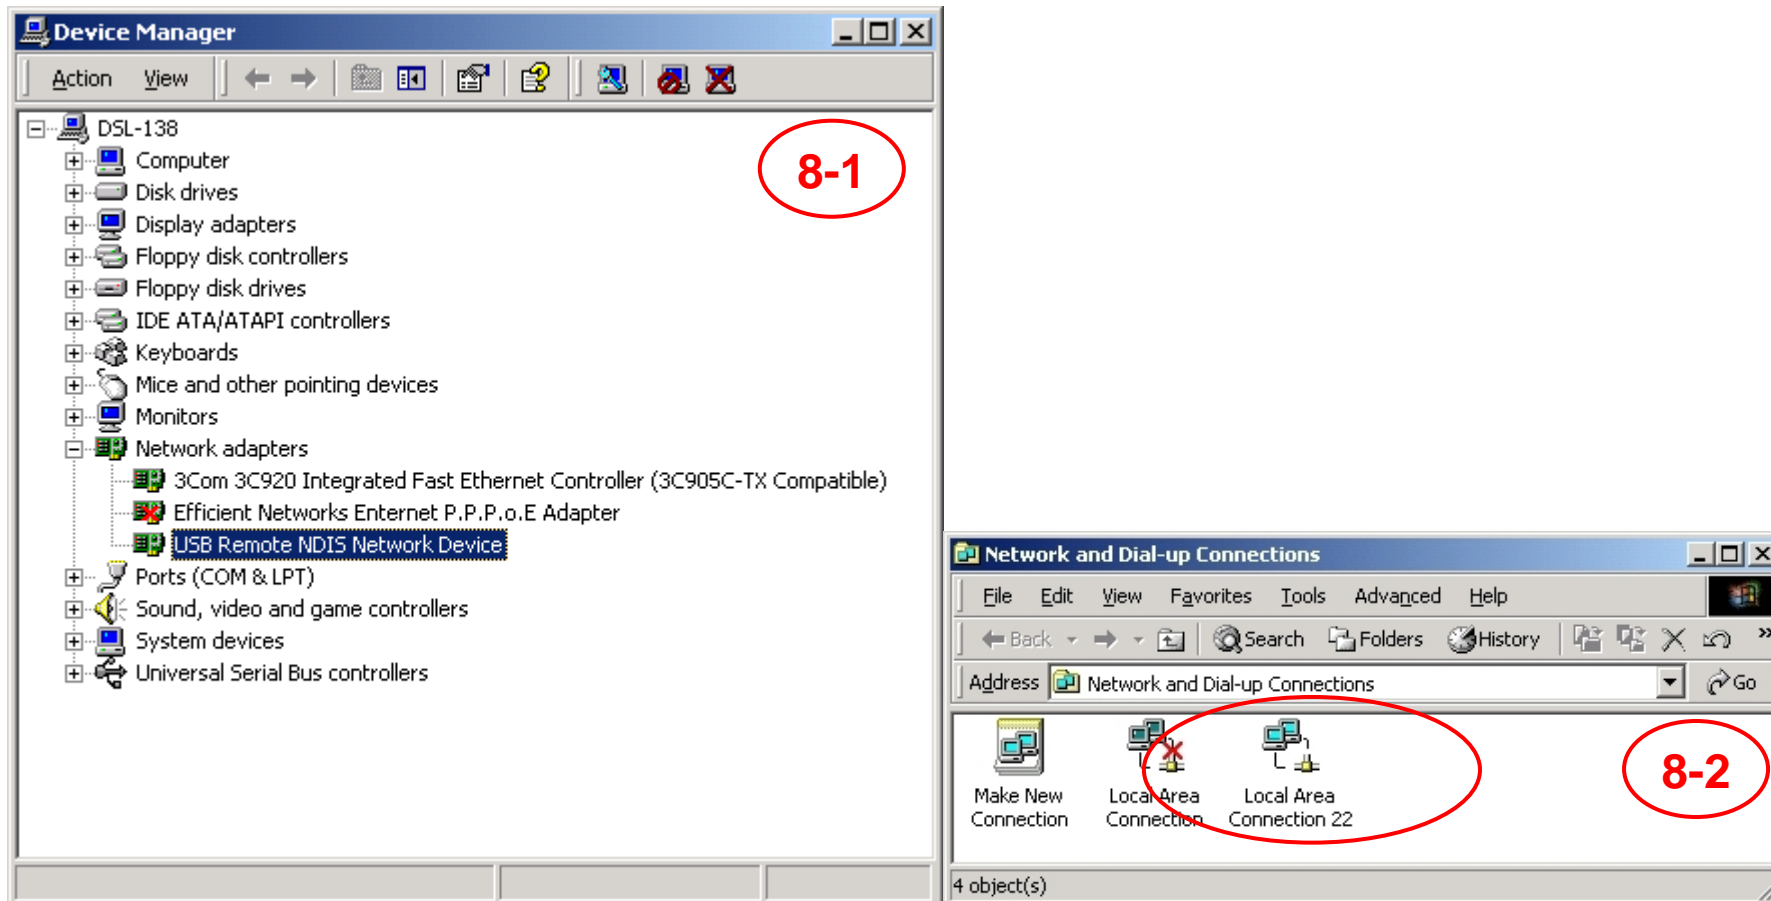 Device Manager
Action View
DSL-138
Computer
Disk drives
Display adapters
Floppy disk controllers
Floppy disk drives
IDE ATA/ATAPI controllers
Keyboards
Mice and other pointing devices
Monitors
Network adapters
3Com 3C920 Integrated Fast Ethernet Controller (3C905C-TX Compatible)
Efficient Networks Enternet P.P.P.o.E Adapter
USB Remote NDIS Network Device
Ports (COM & LPT)
Sound, video and game controllers
System devices
Universal Serial Bus controllers
8-1
Network and Dial-up Connections
File Edit View Favorites Tools Advanced Help
Back Search Folders History »
Address Network and Dial-up Connections Go
Make New
Connection
Local Area
Connection
Local Area
Connection 22
8-2
4 object(s)